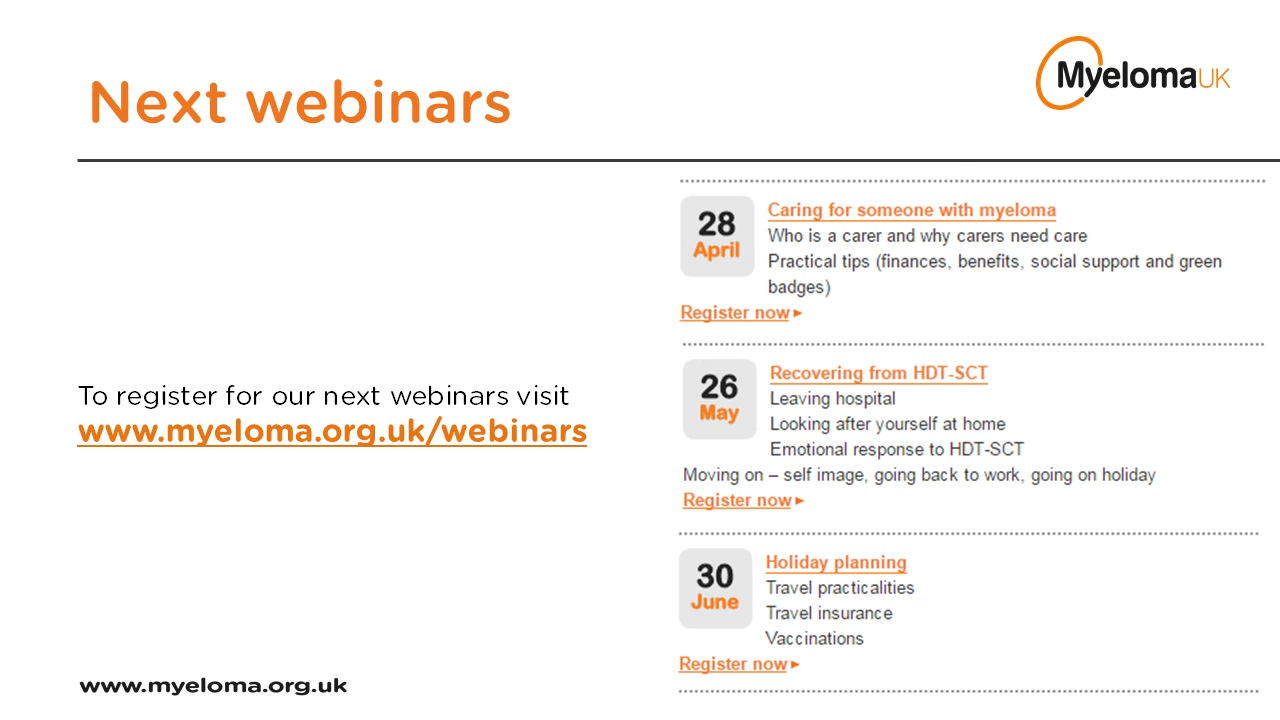 Next webinars
MyelomaUK
To register for our next webinars visit
www.myeloma.org.uk/webinars
28
April
Caring for someone with myeloma
Who is a carer and why carers need care
Practical tips (finances, benefits, social support and green
badges)
Register now
26
May
Recovering from HDT-SCT
Leaving hospital
Looking after yourself at home
Emotional response to HDT-SCT
Moving on – self image, going back to work, going on holiday
Register now
30
June
Holiday planning
Travel practicalities
Travel insurance
Vaccinations
Register now
www.myeloma.org.uk